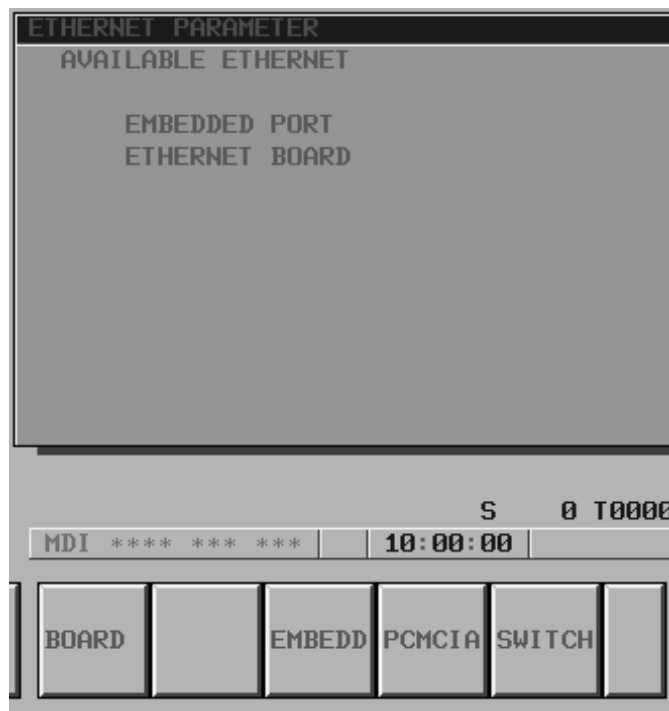 ETHERNET PARAMETER
AVAILABLE ETHERNET
EMBEDDED PORT
ETHERNET BOARD
S 0 T0000
MDI **** *** *** 10:00:00
BOARD EMBEDD PCMCIA SWITCH